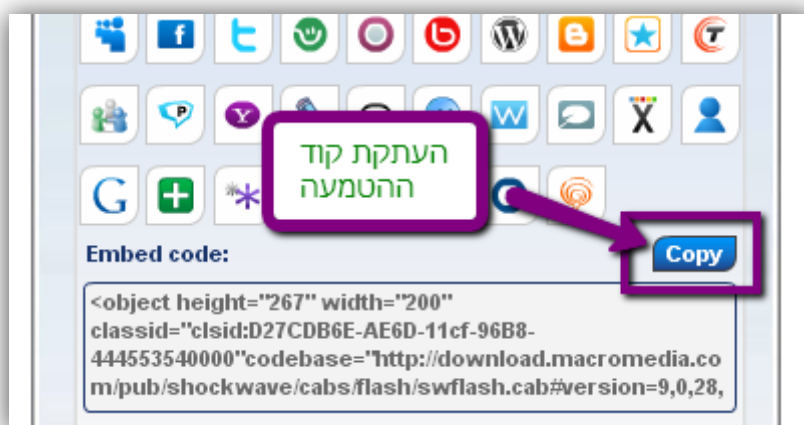 העתקת קוד
ההטמעה
Embed code:
Copy
<object height="267" width="200"
classid="clsid:D27CDB6E-AE6D-11cf-96B8-
444553540000"codebase="http://download.macromedia.co
m/pub/shockwave/cabs/flash/swflash.cab#version=9,0,28,